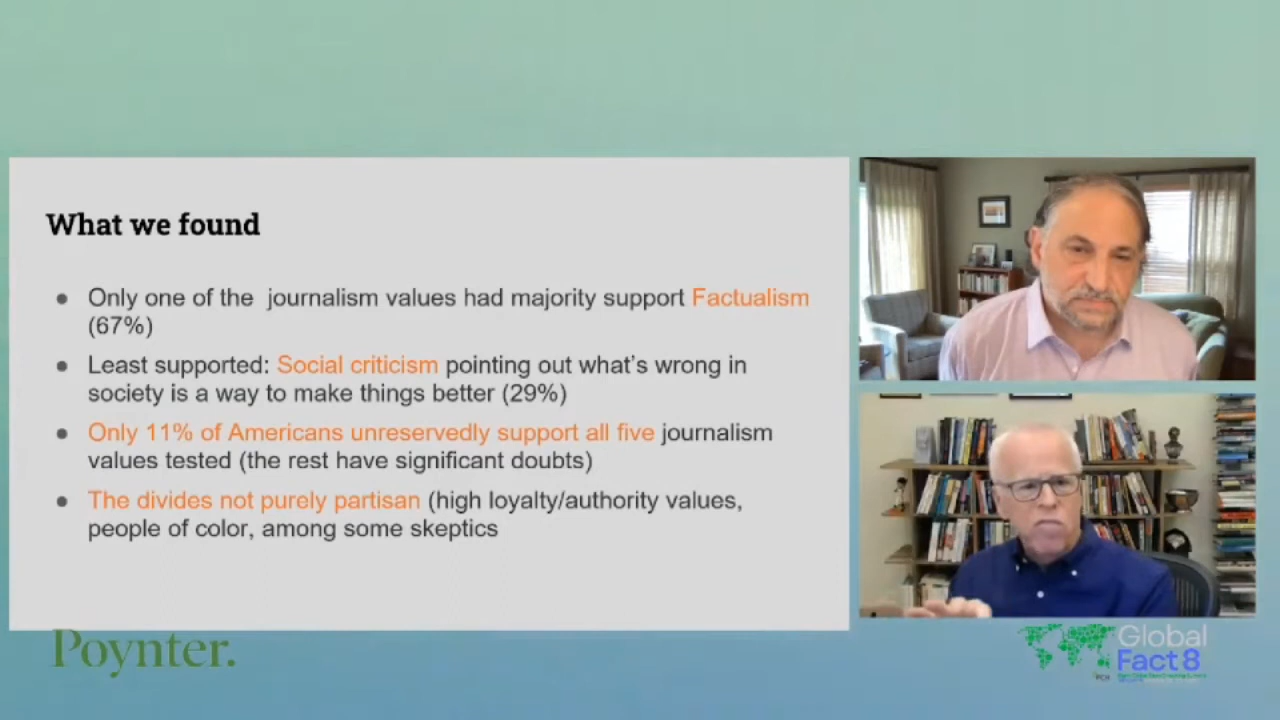 What we found
● Only one of the journalism values had majority support Factualism
(67%)
● Least supported: Social criticism pointing out what's wrong in
society is a way to make things better (29%)
● Only 11% of Americans unreservedly support all five journalism
values tested (the rest have significant doubts)
● The divides not purely partisan (high loyalty/authority values,
people of color, among some skeptics
Poynter.
Global
Fact 8